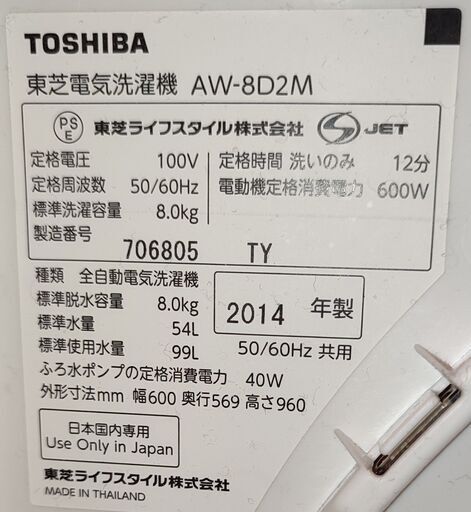 TOSHIBA
東芝電気洗濯機 AW-8D2M
PS E 東芝ライフスタイル株式会社 S JET
定格電圧 100V 定格時間 洗いのみ 12分
定格周波数 50/60Hz 電動機定格消費電力 600W
標準洗濯容量 8.0kg
製造番号
706805 TY
種類 全自動電気洗濯機
標準脱水容量 8.0kg 2014 年製
標準水量 54L
標準使用水量 99L 50/60Hz 共用
ふろ水ポンプの定格消費電力 40W
外形寸法mm 幅600 奥行569 高さ960
日本国内専用
Use Only in Japan
東芝ライフスタイル株式会社
MADE IN THAILAND